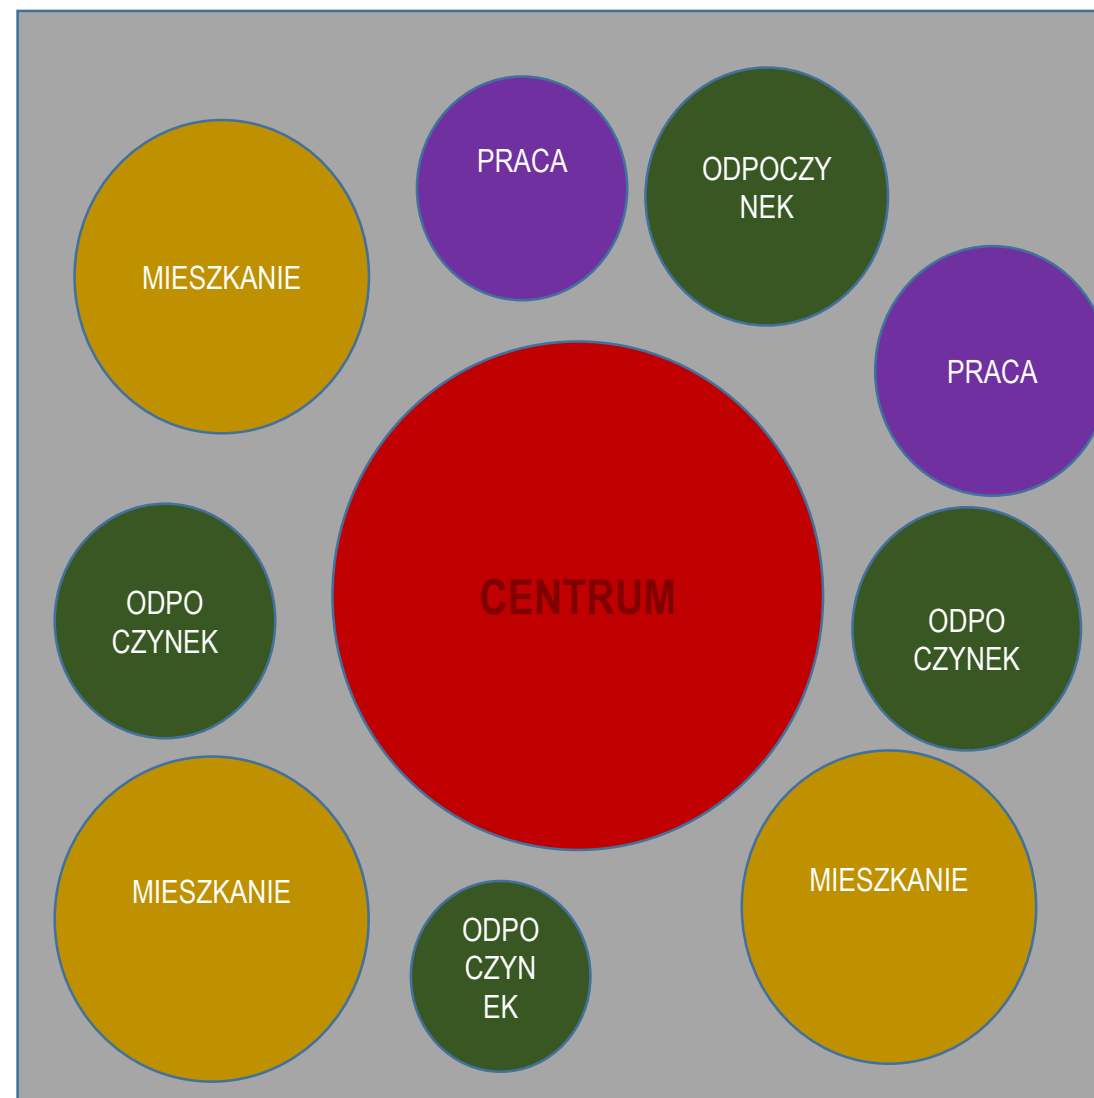 PRACA
ODPOCZY
NEK
MIESZKANIE
PRACA
CENTRUM
ODPO
CZYNEK
ODPO
CZYNEK
MIESZKANIE
MIESZKANIE
ODPO
CZYN
EK